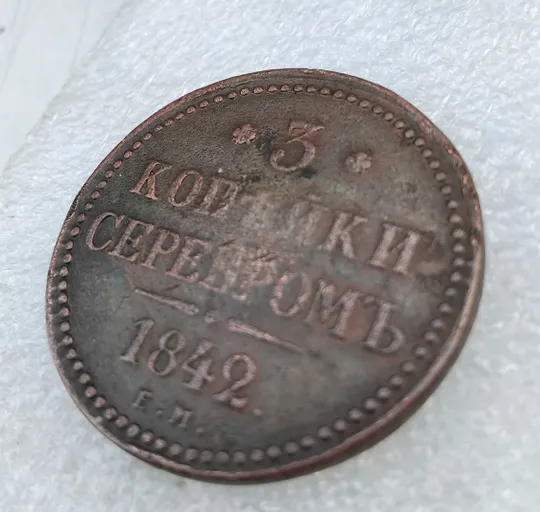 * 3 *
КОПѢЙКИ
СЕРЕБРОМЪ
1842.
Е.М.